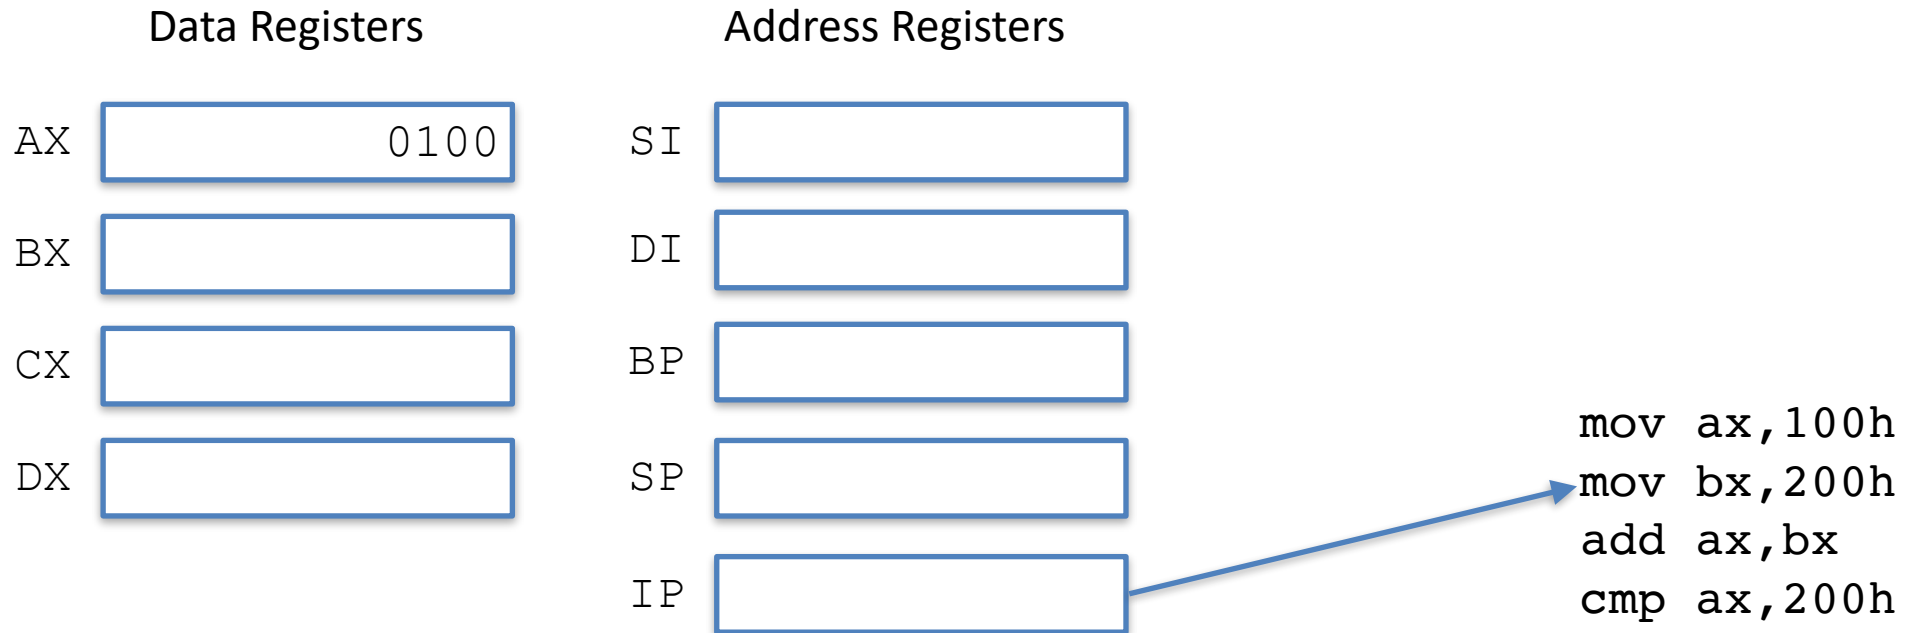 Data Registers
Address Registers
AX 0100
SI
BX
DI
CX
BP
DX
SP
IP
mov ax,100h
mov bx,200h
add ax,bx
cmp ax,200h